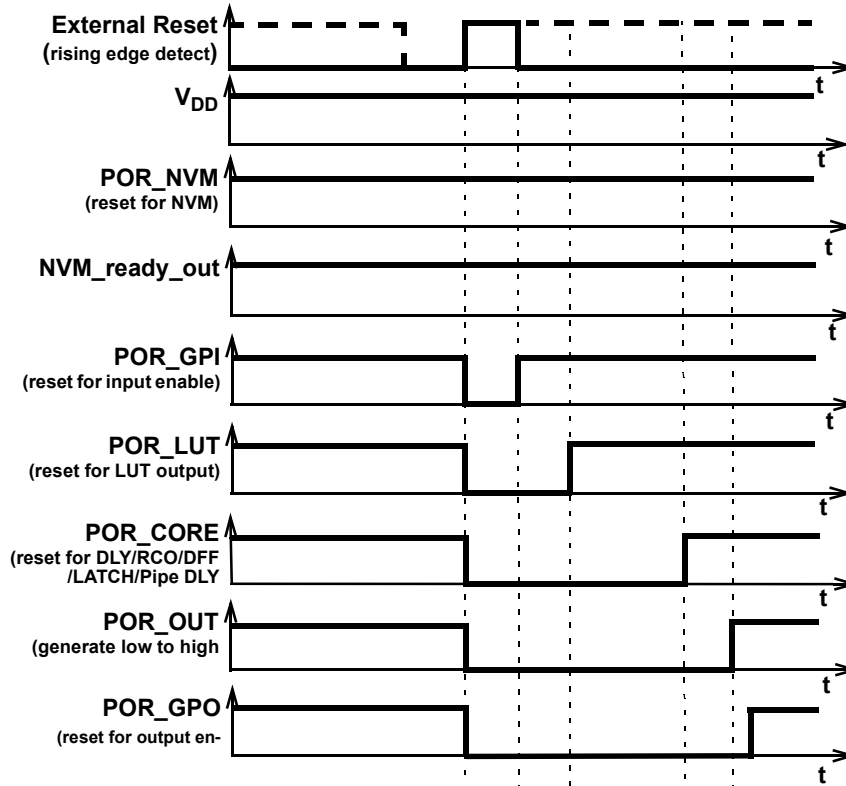 External Reset
(rising edge detect)
t
VDD
t
POR_NVM
(reset for NVM)
t
NVM_ready_out
t
POR_GPI
(reset for input enable)
t
POR_LUT
(reset for LUT output)
t
POR_CORE
(reset for DLY/RCO/DFF
/LATCH/Pipe DLY
t
POR_OUT
(generate low to high
t
POR_GPO
(reset for output en-
t